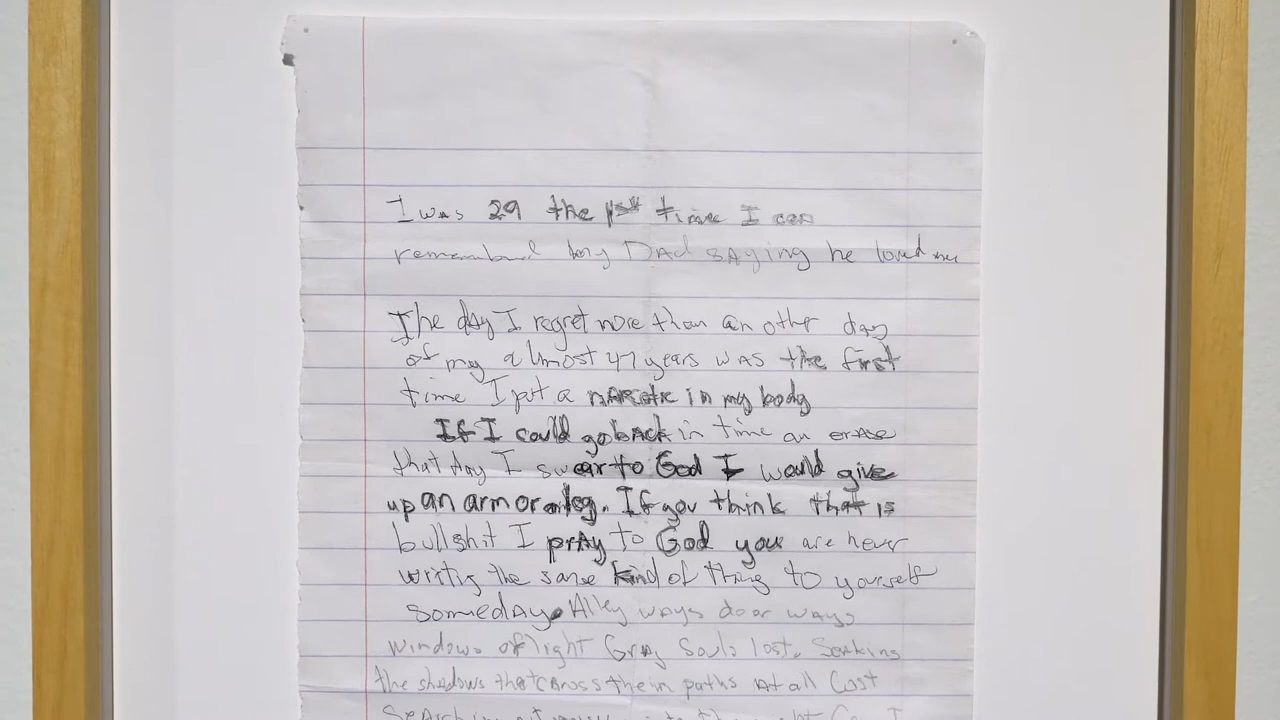 I was 29 the 1st time I can
remember my DAd sAying he loved me
The day I regret more than an other day
of my almost 47 years wAs the first
time I put a nARcotic in my body
If I could go bAck in time an erAse
that day I swear to God I would give
up an arm or a leg. If you think that is
bullshit I prAy to God you are never
writing the same kind of thing to yourself
somedAy. Alley wAys door wAys
windows of light Gray Souls lost. Seeking
the shadows that cross their paths At all Cost